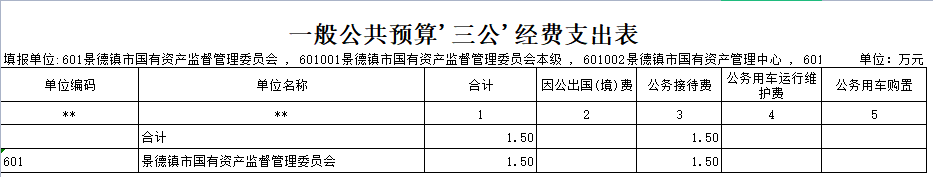 一般公共预算'三公'经费支出表
填报单位:601景德镇市国有资产监督管理委员会 , 601001景德镇市国有资产监督管理委员会本级 , 601002景德镇市国有资产管理中心 , 601 单位: 万元
单位编码 单位名称 合计 因公出国(境)费 公务接待费 公务用车运行维护费 公务用车购置
** ** 1 2 3 4 5
合计 1.50 1.50
601 景德镇市国有资产监督管理委员会 1.50 1.50